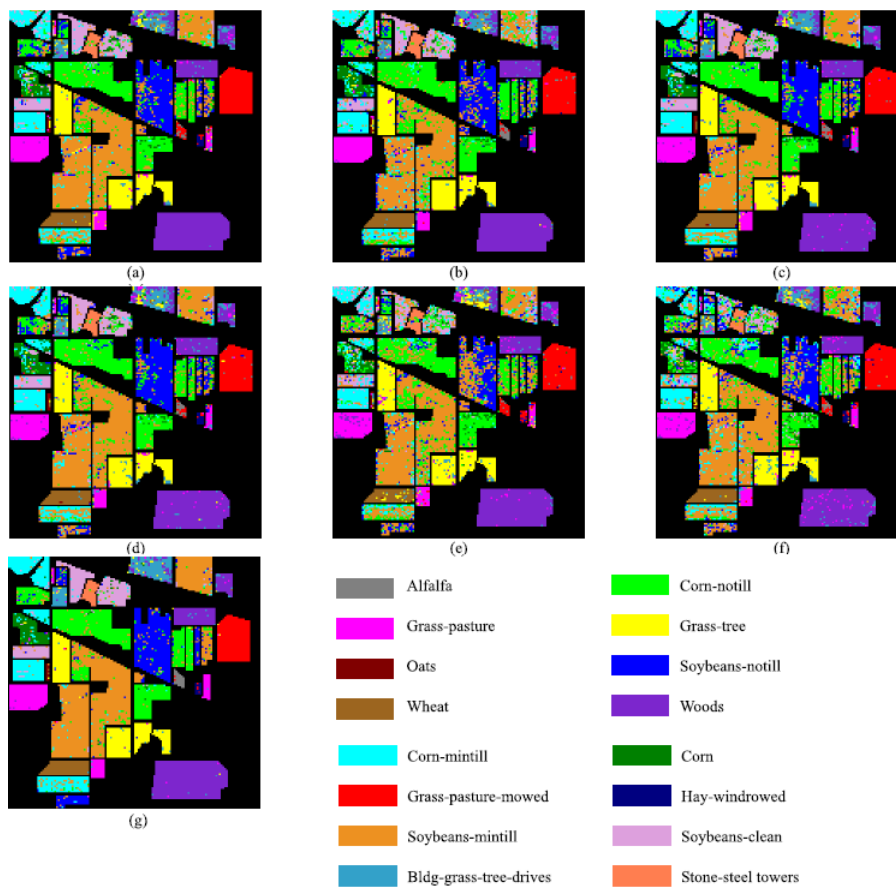 (a)
(b)
(c)
(d)
(e)
(f)
(g)
Alfalfa
Corn-notill
Grass-pasture
Grass-tree
Oats
Soybeans-notill
Wheat
Woods
Corn-mintill
Corn
Grass-pasture-mowed
Hay-windrowed
Soybeans-mintill
Soybeans-clean
Bldg-grass-tree-drives
Stone-steel towers